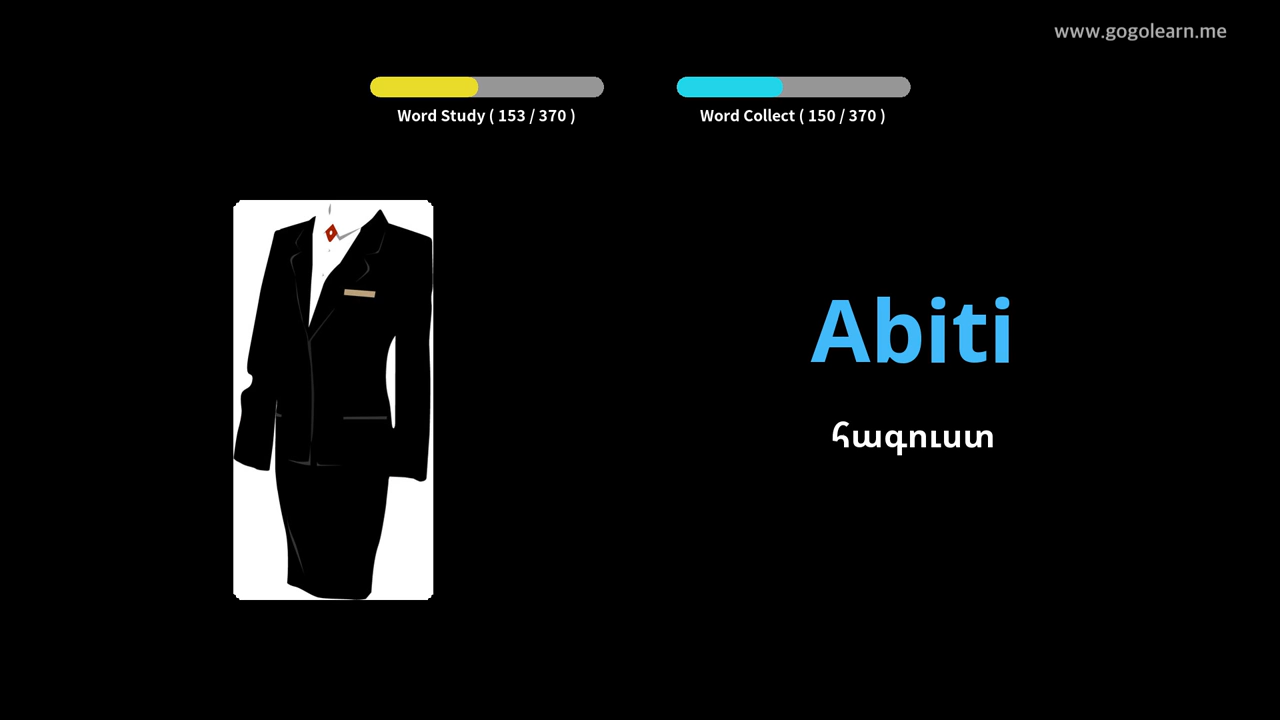 www.gogolearn.me
Word Study ( 153 / 370 )
Word Collect ( 150 / 370 )
Abiti
հագուստ